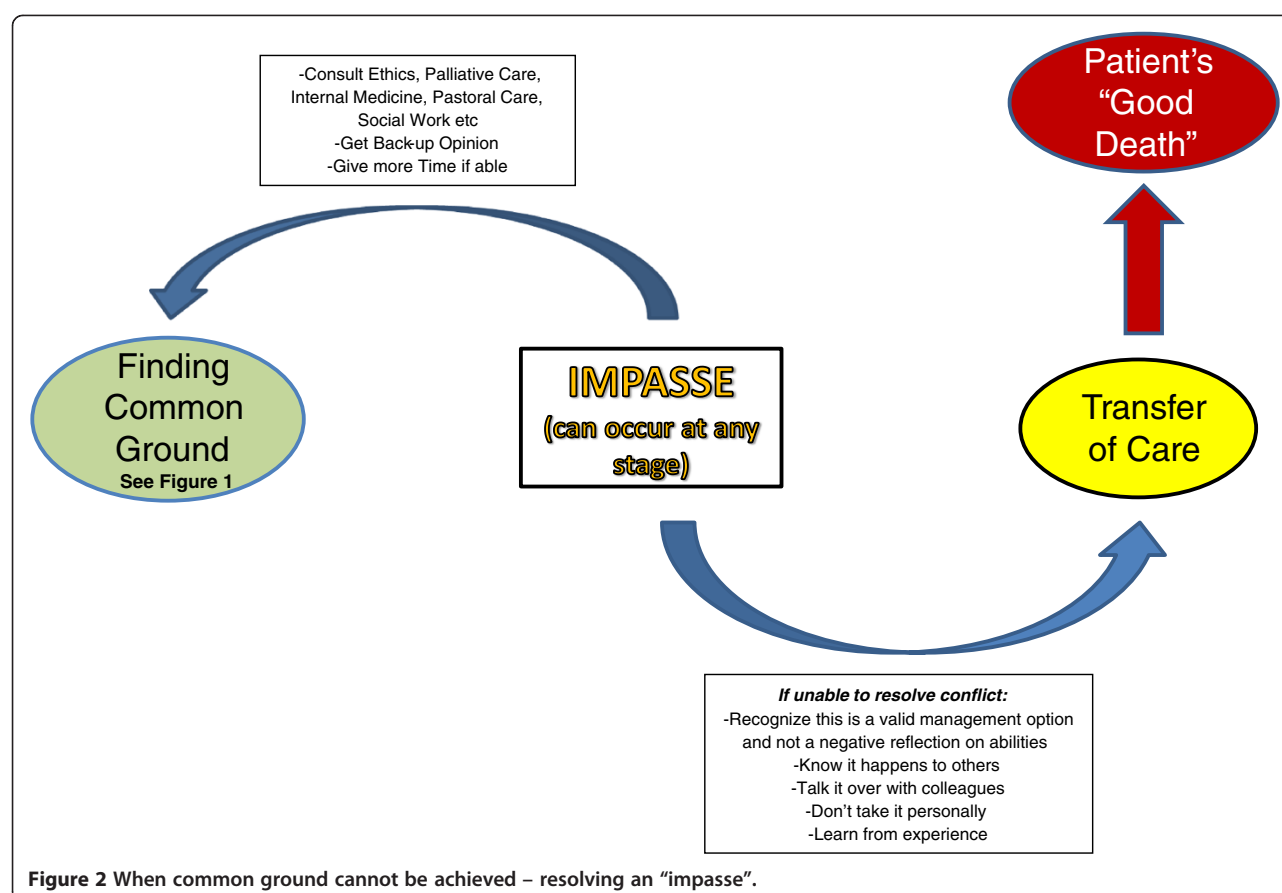 -Consult Ethics, Palliative Care,
Internal Medicine, Pastoral Care,
Social Work etc
-Get Back-up Opinion
-Give more Time if able
Patient's
“Good
Death”
Finding
Common
Ground
See Figure 1
IMPASSE
(can occur at any
stage)
Transfer
of Care
If unable to resolve conflict:
-Recognize this is a valid management option
and not a negative reflection on abilities
-Know it happens to others
-Talk it over with colleagues
-Don’t take it personally
-Learn from experience
Figure 2 When common ground cannot be achieved – resolving an “impasse”.